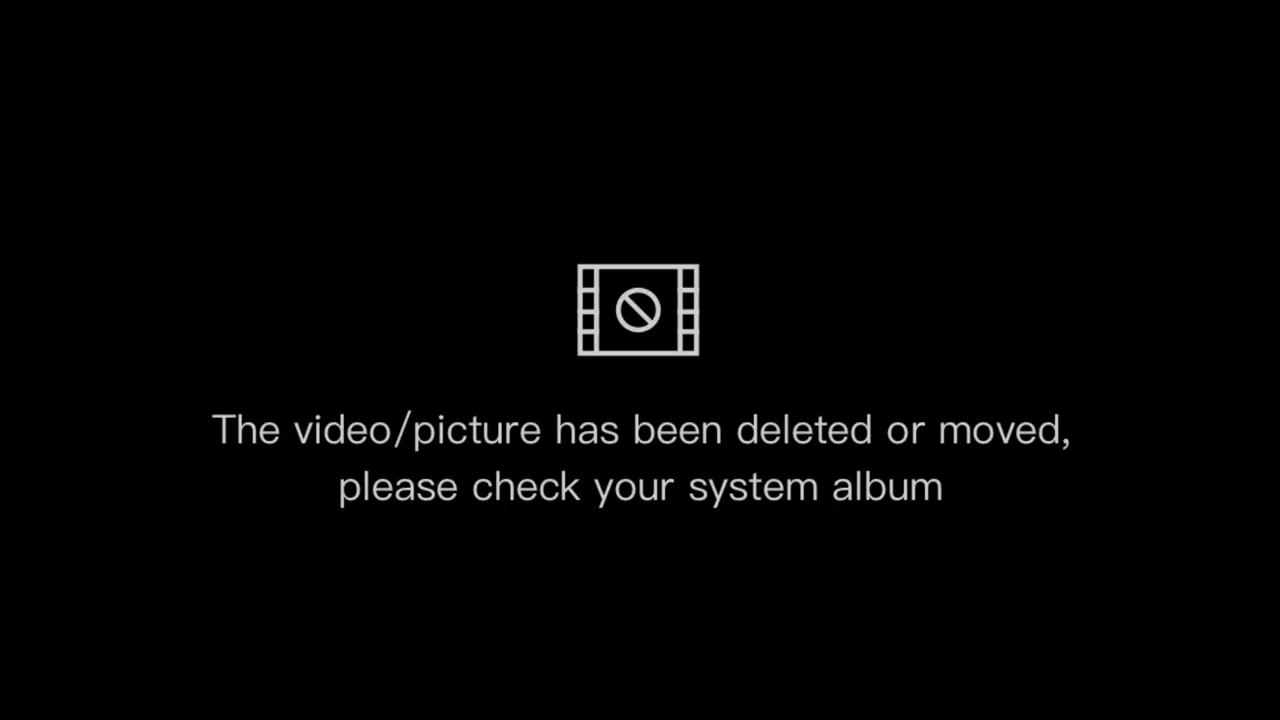 The video/picture has been deleted or moved,
please check your system album